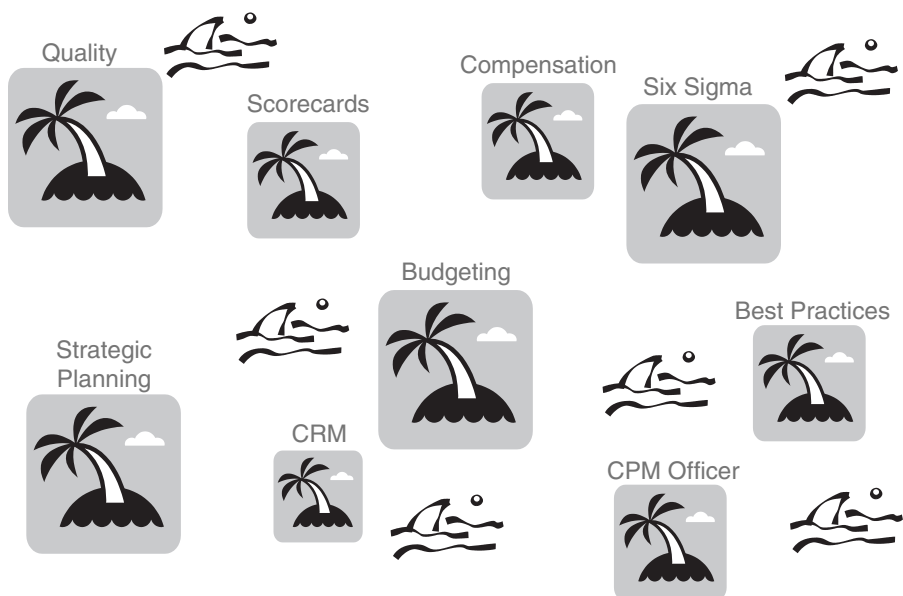 Quality
Scorecards
Compensation
Six Sigma
Budgeting
Strategic
Planning
CRM
Best Practices
CPM Officer